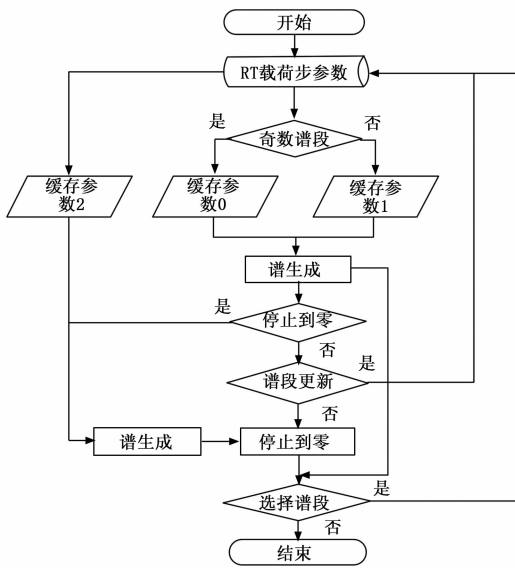 开始
RT载荷步参数
是
奇数谱段
否
缓存参
数2
缓存参
数0
缓存参
数1
谱生成
是
停止到零
否
谱段更新
是
否
谱生成
停止到零
选择谱段
是
否
结束